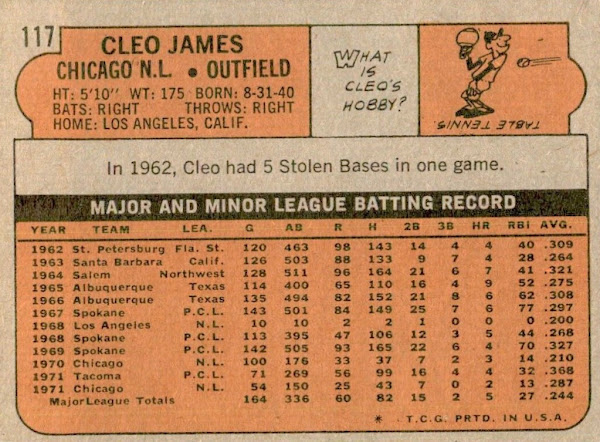 117
CLEO JAMES
CHICAGO N.L. • OUTFIELD
HT: 5'10" WT: 175 BORN: 8-31-40
BATS: RIGHT THROWS: RIGHT
HOME: LOS ANGELES, CALIF.
WHAT
IS
CLEO'S
HOBBY?
TABLE TENNIS
In 1962, Cleo had 5 Stolen Bases in one game.
MAJOR AND MINOR LEAGUE BATTING RECORD
YEAR TEAM LEA. G AB R H 2B 3B HR RBI AVG.
1962 St. Petersburg Fla. St. 120 463 98 143 14 4 4 40 .309
1963 Santa Barbara Calif. 126 503 88 133 9 7 4 28 .264
1964 Salem Northwest 128 511 96 164 21 6 7 41 .321
1965 Albuquerque Texas 114 400 65 110 16 4 9 52 .275
1966 Albuquerque Texas 135 494 82 152 21 8 6 62 .308
1967 Spokane P.C.L. 143 501 84 149 25 7 6 77 .297
1968 Los Angeles N.L. 10 10 2 2 1 0 0 0 .200
1968 Spokane P.C.L. 113 395 47 106 12 3 5 44 .268
1969 Spokane P.C.L. 142 505 93 165 22 6 4 70 .327
1970 Chicago N.L. 100 176 33 37 7 2 3 14 .210
1971 Tacoma P.C.L. 71 269 56 99 16 4 4 32 .368
1971 Chicago N.L. 54 150 25 43 7 0 2 13 .287
Major League Totals 164 336 60 82 15 2 5 27 .244
* T.C.G. PRTD. IN U.S.A.